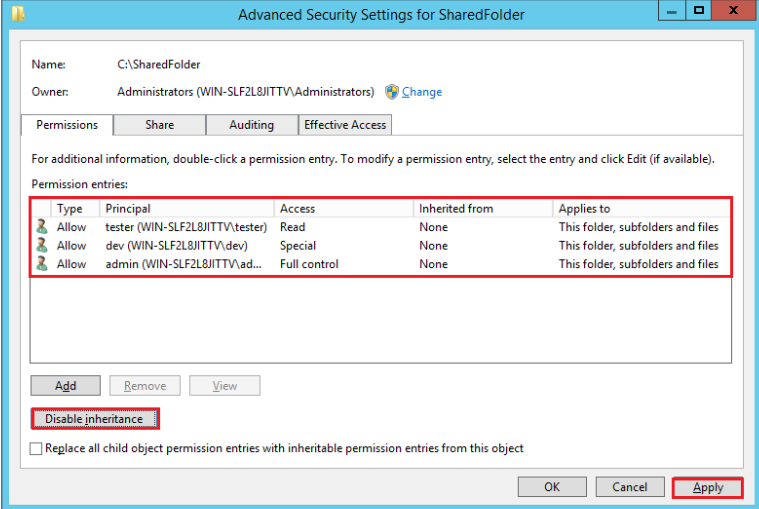 Advanced Security Settings for SharedFolder
Name: C:\SharedFolder
Owner: Administrators (WIN-SLF2L8JITTV\Administrators) Change
Permissions Share Auditing Effective Access
For additional information, double-click a permission entry. To modify a permission entry, select the entry and click Edit (if available).
Permission entries:
Type Principal Access Inherited from Applies to
Allow tester (WIN-SLF2L8JITTV\tester) Read None This folder, subfolders and files
Allow dev (WIN-SLF2L8JITTV\dev) Special None This folder, subfolders and files
Allow admin (WIN-SLF2L8JITTV\ad... Full control None This folder, subfolders and files
Add Remove View
Disable inheritance
Replace all child object permission entries with inheritable permission entries from this object
OK Cancel Apply